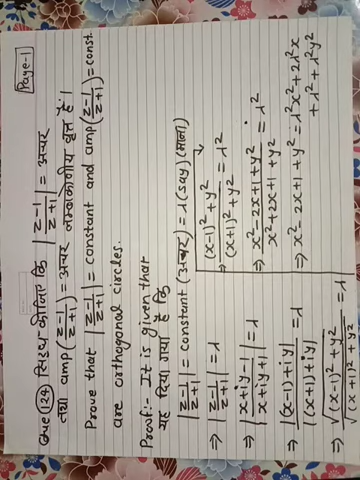 Page-1
Que (124) सिद्ध कीजिए कि |z-1/z+1| = अचर
तथा amp(z-1/z+1) = अचर लम्बकोणीय वृत्त हैं।
Prove that |z-1/z+1| = constant and amp(z-1/z+1) = const.
are orthogonal circles.
Proof:- It is given that
यह दिया गया है कि
|z-1/z+1| = constant (अचर) = λ (say) (माना)
⇒ |z-1/z+1| = λ
⇒ |x+iy-1/x+iy+1| = λ
⇒ |(x-1)+iy|/|(x+1)+iy| = λ
⇒ √(x-1)²+y²/√(x+1)²+y² = λ
(x-1)²+y²/(x+1)²+y² = λ²
⇒ x²-2x+1+y²/x²+2x+1+y² = λ²
⇒ x²-2x+1+y² = λ²x²+2λ²x
+λ²+λ²y²